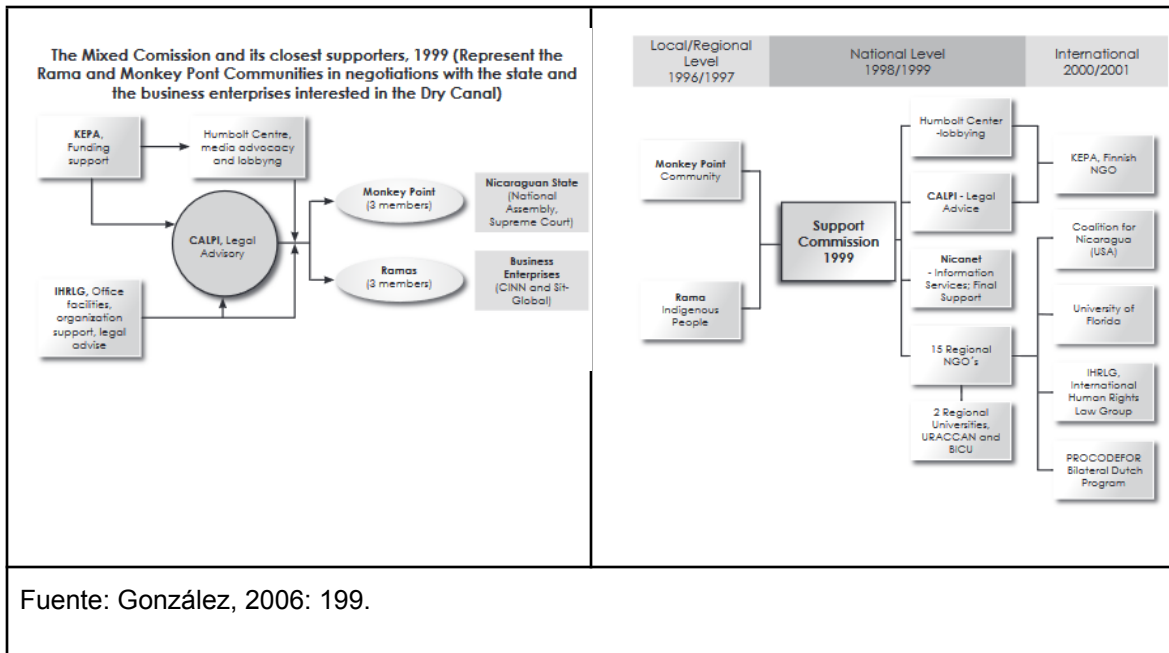 The Mixed Comission and its closest supporters, 1999 (Represent the
Rama and Monkey Pont Communities in negotiations with the state and
the business enterprises interested in the Dry Canal)
KEPA,
Funding
support
Humbolt Centre,
media advocacy
and lobbyng
CALPI, Legal
Advisory
IHRLG, Office
facilities,
organization
support, legal
advise
Monkey Point
(3 members)
Ramas
(3 members)
Nicaraguan State
(National
Assembly,
Supreme Court)
Business
Enterprises
(CINN and Sit-
Global)
Local/Regional
Level
1996/1997
National Level
1998/1999
International
2000/2001
Monkey Point
Community
Rama
Indigenous
People
Support
Commission
1999
Humbolt Center
-lobbying
CALPI - Legal
Advice
Nicanet
- Information
Services; Final
Support
15 Regional
NGO´s
2 Regional
Universities,
URACCAN and
BICU
KEPA, Finnish
NGO
Coalition for
Nicaragua
(USA)
University of
Florida
IHRLG,
International
Human Rights
Law Group
PROCODEFOR
Bilateral Dutch
Program
Fuente: González, 2006: 199.